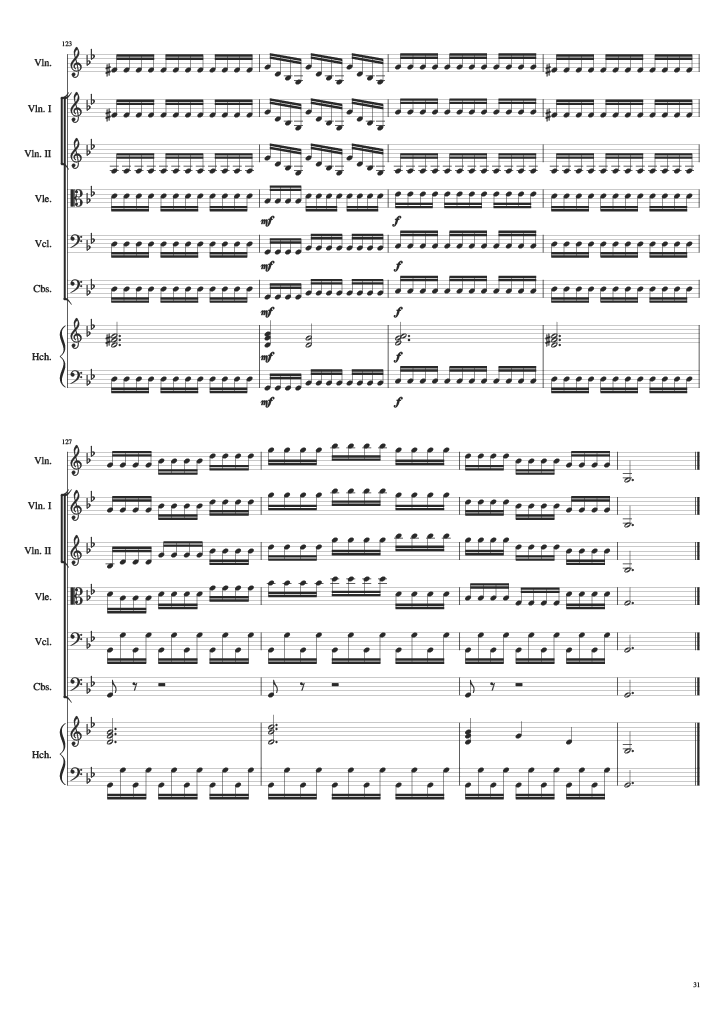 123
Vln.
Vln. I
Vln. II
Vle.
mf f
Vcl.
mf f
Cbs.
mf f
Hch.
mf f
mf f
127
Vln.
Vln. I
Vln. II
Vle.
Vcl.
Cbs.
Hch.
31